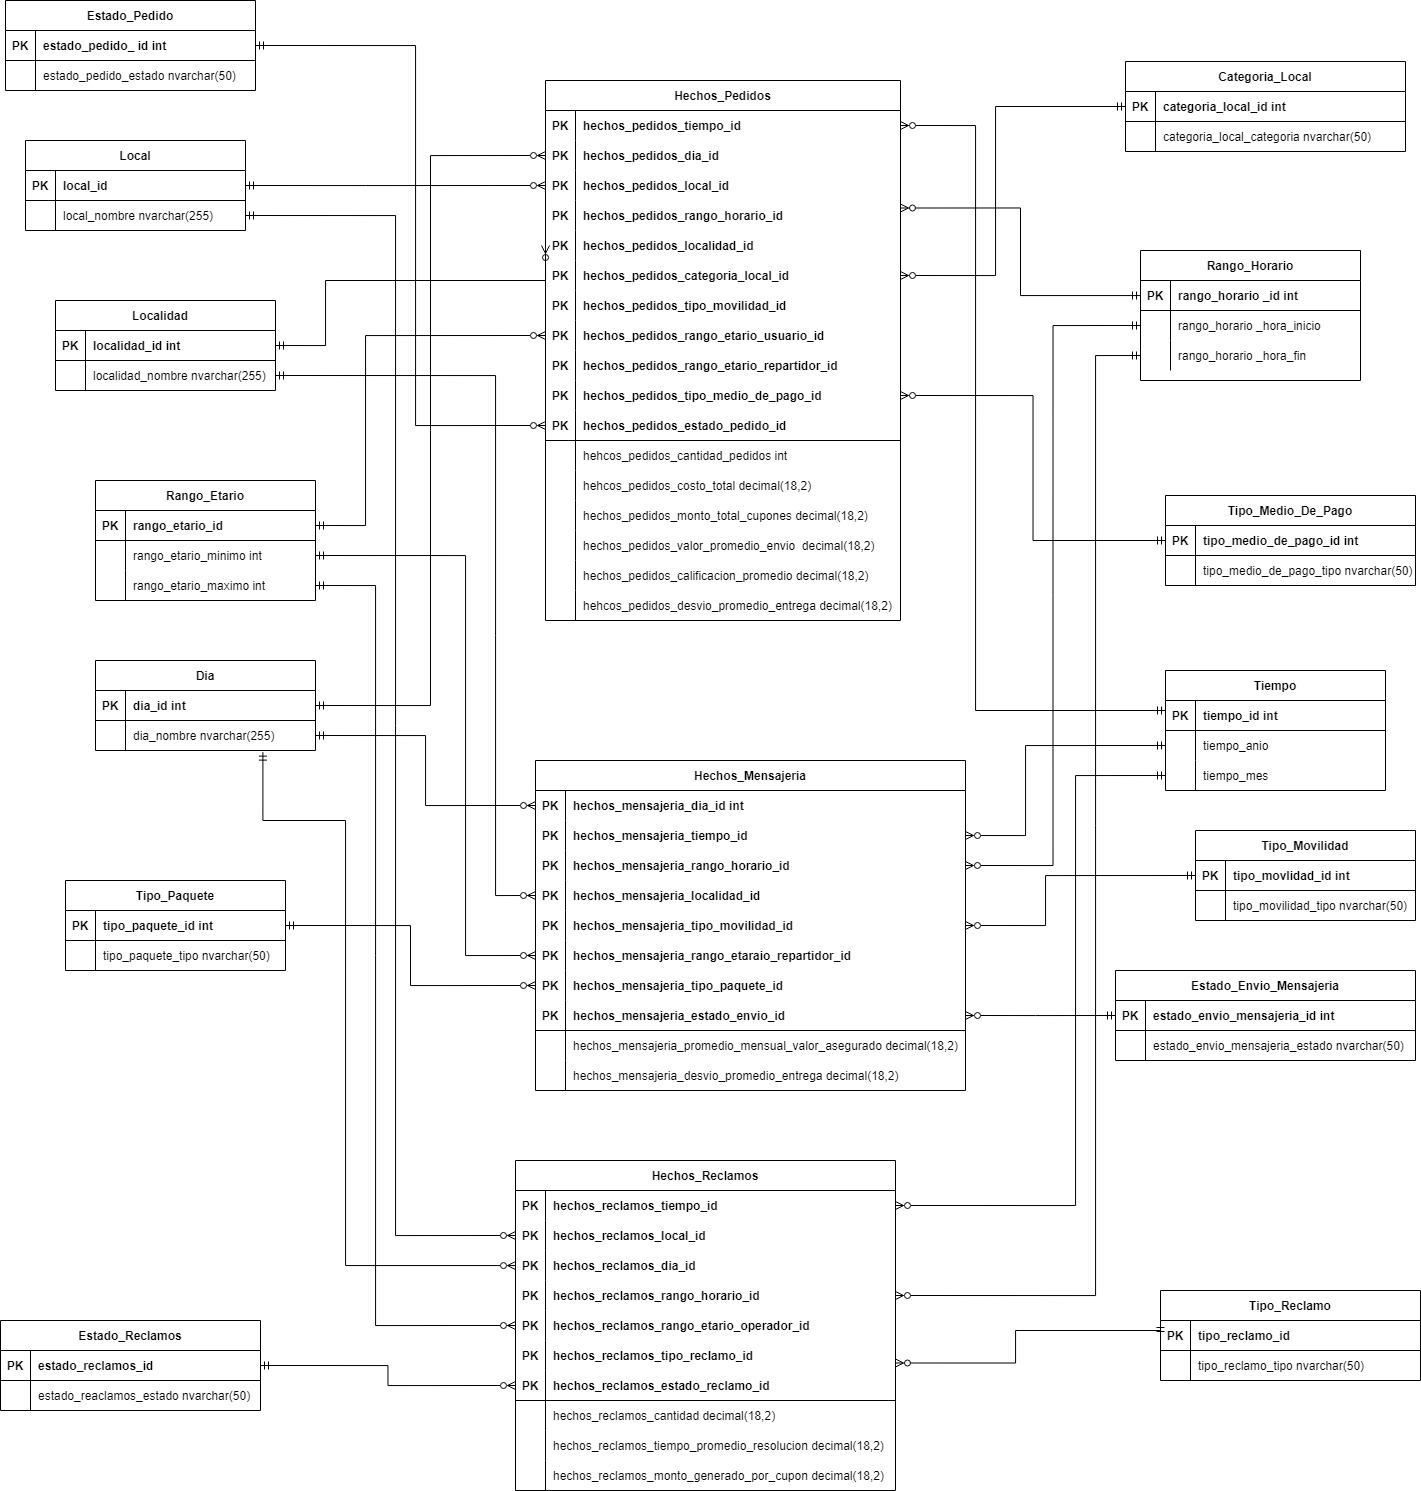 Estado_Pedido
PK estado_pedido_ id int
estado_pedido_estado nvarchar(50)
Local
PK local_id
local_nombre nvarchar(255)
Localidad
PK localidad_id int
localidad_nombre nvarchar(255)
Rango_Etario
PK rango_etario_id
rango_etario_minimo int
rango_etario_maximo int
Dia
PK dia_id int
dia_nombre nvarchar(255)
Tipo_Paquete
PK tipo_paquete_id int
tipo_paquete_tipo nvarchar(50)
Estado_Reclamos
PK estado_reclamos_id
estado_reaclamos_estado nvarchar(50)
Hechos_Pedidos
PK hechos_pedidos_tiempo_id
PK hechos_pedidos_dia_id
PK hechos_pedidos_local_id
PK hechos_pedidos_rango_horario_id
PK hechos_pedidos_localidad_id
PK hechos_pedidos_categoria_local_id
PK hechos_pedidos_tipo_movilidad_id
PK hechos_pedidos_rango_etario_usuario_id
PK hechos_pedidos_rango_etario_repartidor_id
PK hechos_pedidos_tipo_medio_de_pago_id
PK hechos_pedidos_estado_pedido_id
hehcos_pedidos_cantidad_pedidos int
hehcos_pedidos_costo_total decimal(18,2)
hechos_pedidos_monto_total_cupones decimal(18,2)
hechos_pedidos_valor_promedio_envio  decimal(18,2)
hechos_pedidos_calificacion_promedio decimal(18,2)
hehcos_pedidos_desvio_promedio_entrega decimal(18,2)
Hechos_Mensajeria
PK hechos_mensajeria_dia_id int
PK hechos_mensajeria_tiempo_id
PK hechos_mensajeria_rango_horario_id
PK hechos_mensajeria_localidad_id
PK hechos_mensajeria_tipo_movilidad_id
PK hechos_mensajeria_rango_etaraio_repartidor_id
PK hechos_mensajeria_tipo_paquete_id
PK hechos_mensajeria_estado_envio_id
hechos_mensajeria_promedio_mensual_valor_asegurado decimal(18,2)
hechos_mensajeria_desvio_promedio_entrega decimal(18,2)
Hechos_Reclamos
PK hechos_reclamos_tiempo_id
PK hechos_reclamos_local_id
PK hechos_reclamos_dia_id
PK hechos_reclamos_rango_horario_id
PK hechos_reclamos_rango_etario_operador_id
PK hechos_reclamos_tipo_reclamo_id
PK hechos_reclamos_estado_reclamo_id
hechos_reclamos_cantidad decimal(18,2)
hechos_reclamos_tiempo_promedio_resolucion decimal(18,2)
hechos_reclamos_monto_generado_por_cupon decimal(18,2)
Categoria_Local
PK categoria_local_id int
categoria_local_categoria nvarchar(50)
Rango_Horario
PK rango_horario _id int
rango_horario _hora_inicio
rango_horario _hora_fin
Tipo_Medio_De_Pago
PK tipo_medio_de_pago_id int
tipo_medio_de_pago_tipo nvarchar(50)
Tiempo
PK tiempo_id int
tiempo_anio
tiempo_mes
Tipo_Movilidad
PK tipo_movlidad_id int
tipo_movilidad_tipo nvarchar(50)
Estado_Envio_Mensajeria
PK estado_envio_mensajeria_id int
estado_envio_mensajeria_estado nvarchar(50)
Tipo_Reclamo
PK tipo_reclamo_id
tipo_reclamo_tipo nvarchar(50)